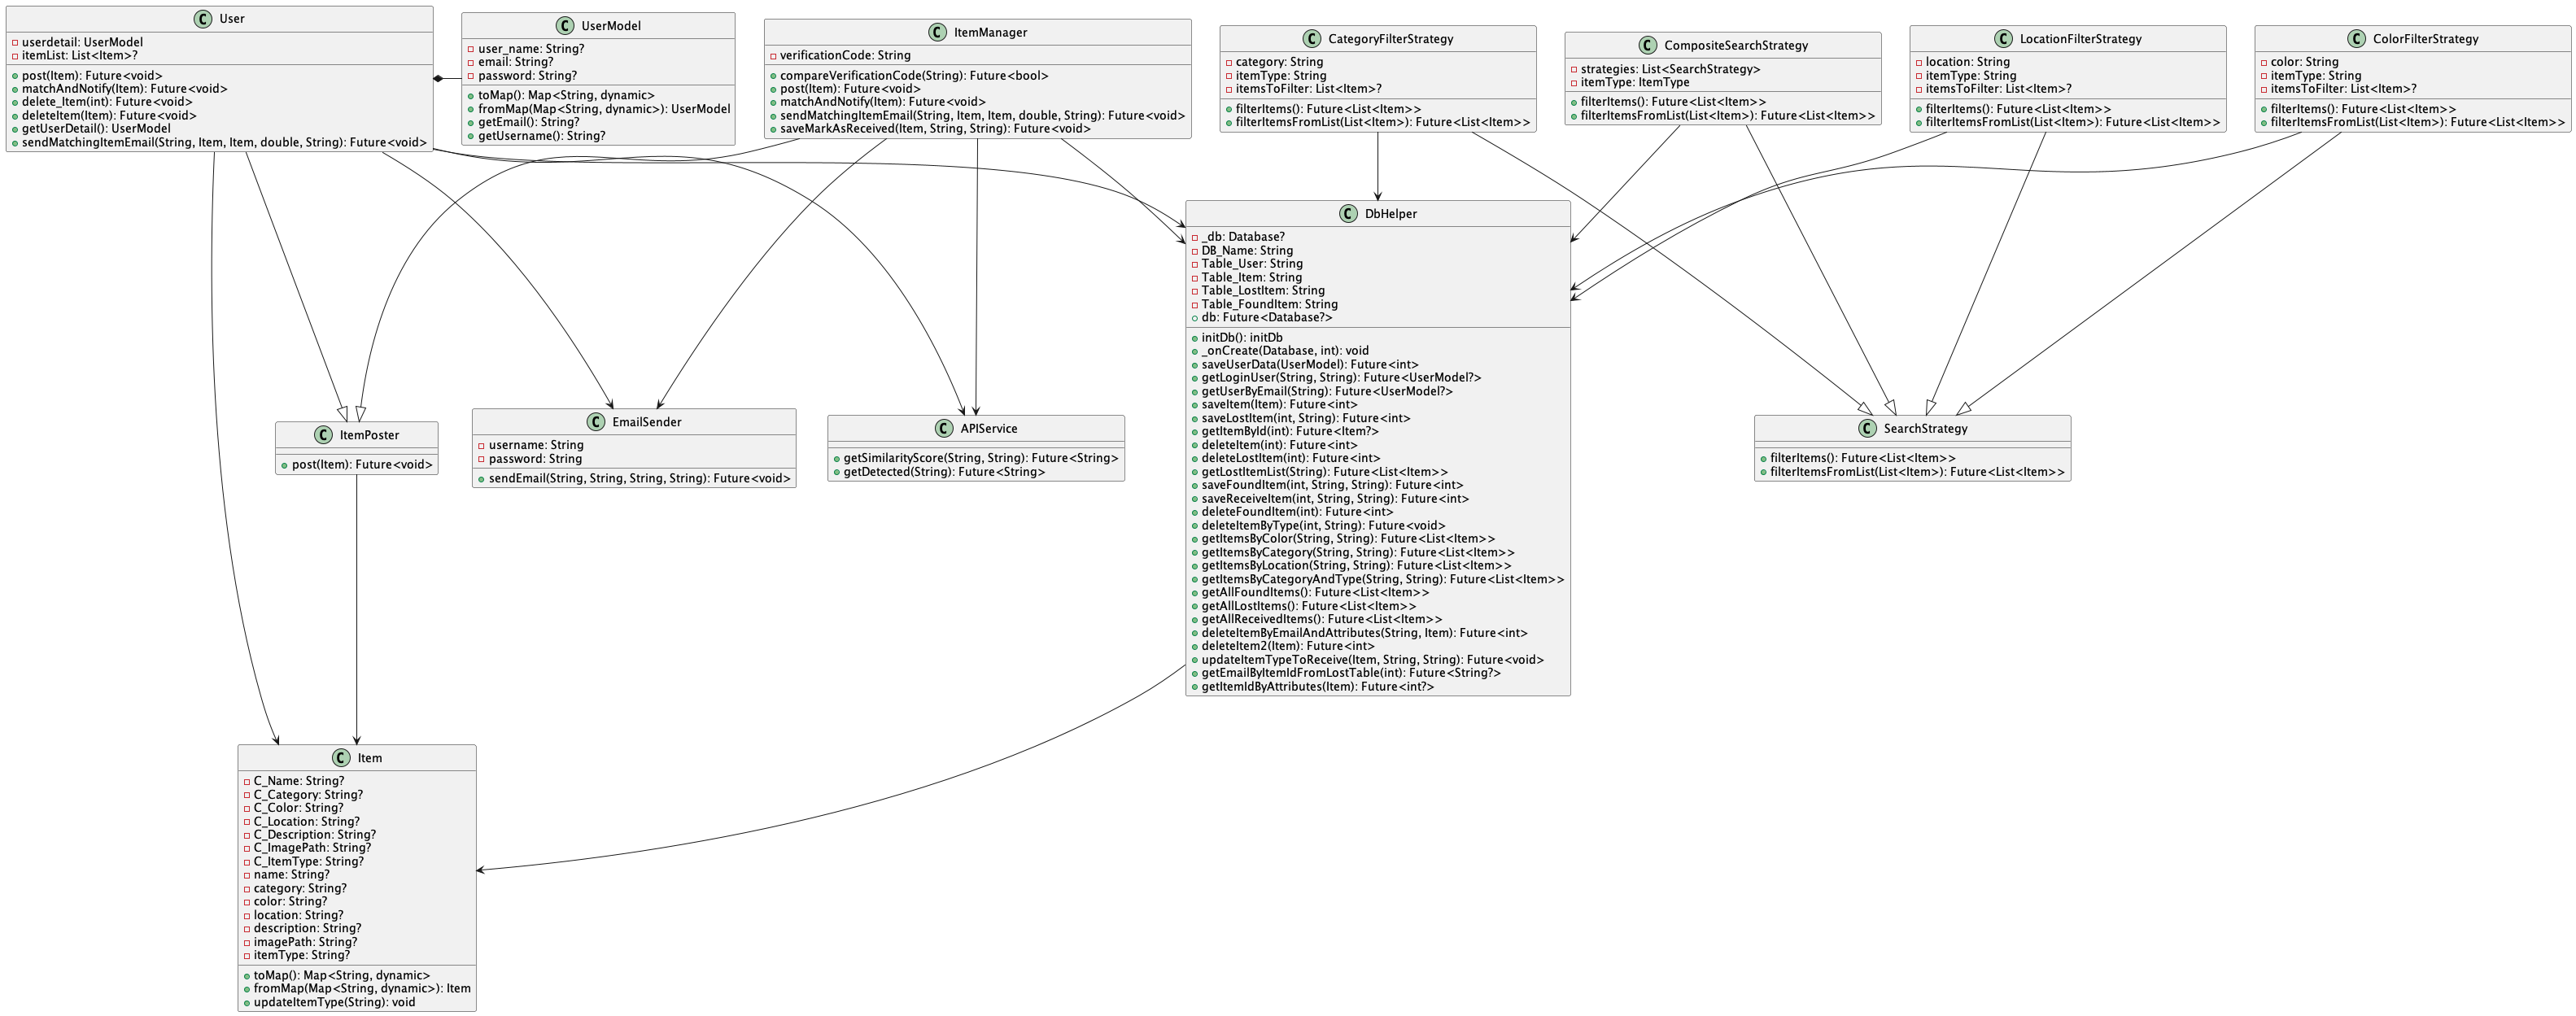 C User
userdetail: UserModel
itemList: List<Item>?
post(Item): Future<void>
matchAndNotify(Item): Future<void>
delete_Item(int): Future<void>
deleteItem(Item): Future<void>
getUserDetail(): UserModel
sendMatchingItemEmail(String, Item, Item, double, String): Future<void>
C UserModel
user_name: String?
email: String?
password: String?
toMap(): Map<String, dynamic>
fromMap(Map<String, dynamic>): UserModel
getEmail(): String?
getUsername(): String?
C ItemManager
verificationCode: String
compareVerificationCode(String): Future<bool>
post(Item): Future<void>
matchAndNotify(Item): Future<void>
sendMatchingItemEmail(String, Item, Item, double, String): Future<void>
saveMarkAsReceived(Item, String, String): Future<void>
C CategoryFilterStrategy
category: String
itemType: String
itemsToFilter: List<Item>?
filterItems(): Future<List<Item>>
filterItemsFromList(List<Item>): Future<List<Item>>
C CompositeSearchStrategy
strategies: List<SearchStrategy>
itemType: ItemType
filterItems(): Future<List<Item>>
filterItemsFromList(List<Item>): Future<List<Item>>
C LocationFilterStrategy
location: String
itemType: String
itemsToFilter: List<Item>?
filterItems(): Future<List<Item>>
filterItemsFromList(List<Item>): Future<List<Item>>
C ColorFilterStrategy
color: String
itemType: String
itemsToFilter: List<Item>?
filterItems(): Future<List<Item>>
filterItemsFromList(List<Item>): Future<List<Item>>
C DbHelper
_db: Database?
DB_Name: String
Table_User: String
Table_Item: String
Table_LostItem: String
Table_FoundItem: String
db: Future<Database?>
initDb(): initDb
_onCreate(Database, int): void
saveUserData(UserModel): Future<int>
getLoginUser(String, String): Future<UserModel?>
getUserByEmail(String): Future<UserModel?>
saveItem(Item): Future<int>
saveLostItem(int, String): Future<int>
getItemById(int): Future<Item?>
deleteItem(int): Future<int>
deleteLostItem(int): Future<int>
getLostItemList(String): Future<List<Item>>
saveFoundItem(int, String, String): Future<int>
saveReceiveItem(int, String, String): Future<int>
deleteFoundItem(int): Future<int>
deleteItemByType(int, String): Future<void>
getItemsByColor(String, String): Future<List<Item>>
getItemsByCategory(String, String): Future<List<Item>>
getItemsByLocation(String, String): Future<List<Item>>
getItemsByCategoryAndType(String, String): Future<List<Item>>
getAllFoundItems(): Future<List<Item>>
getAllLostItems(): Future<List<Item>>
getAllReceivedItems(): Future<List<Item>>
deleteItemByEmailAndAttributes(String, Item): Future<int>
deleteItem2(Item): Future<int>
updateItemTypeToReceive(Item, String, String): Future<void>
getEmailByItemIdFromLostTable(int): Future<String?>
getItemIdByAttributes(Item): Future<int?>
C ItemPoster
post(Item): Future<void>
C EmailSender
username: String
password: String
sendEmail(String, String, String, String): Future<void>
C APIService
getSimilarityScore(String, String): Future<String>
getDetected(String): Future<String>
C SearchStrategy
filterItems(): Future<List<Item>>
filterItemsFromList(List<Item>): Future<List<Item>>
C Item
C_Name: String?
C_Category: String?
C_Color: String?
C_Location: String?
C_Description: String?
C_ImagePath: String?
C_ItemType: String?
name: String?
category: String?
color: String?
location: String?
description: String?
imagePath: String?
itemType: String?
toMap(): Map<String, dynamic>
fromMap(Map<String, dynamic>): Item
updateItemType(String): void